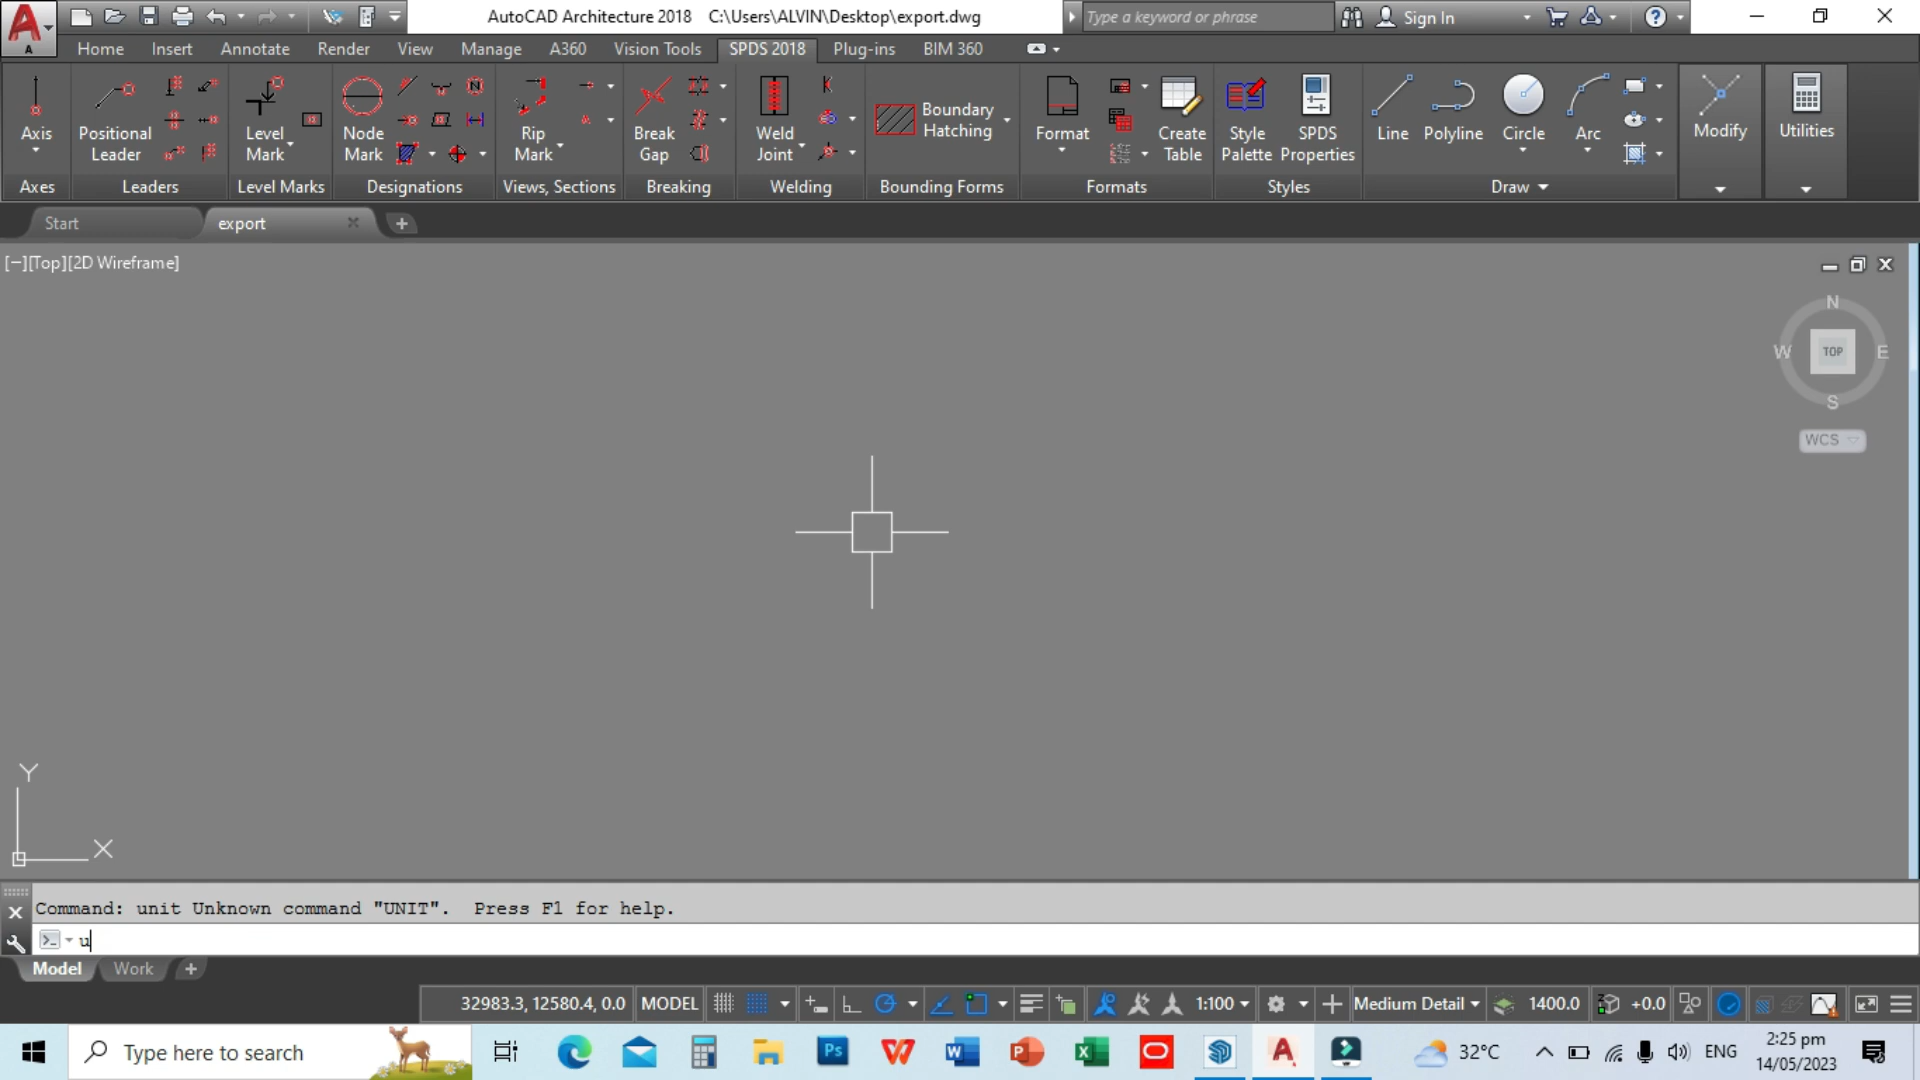 AutoCAD Architecture 2018 C:\Users\ALVIN\Desktop\export.dwg
Type a keyword or phrase
Sign In
A
Home Insert Annotate Render View Manage A360 Vision Tools SPDS 2018 Plug-ins BIM 360
Axis
Positional Leader
Level Mark
Node Mark
Rip Mark
Break Gap
Weld Joint
Boundary Hatching
Format
Create Table
Style Palette
SPDS Properties
Line
Polyline
Circle
Arc
Modify
Utilities
Axes Leaders Level Marks Designations Views, Sections Breaking Welding Bounding Forms Formats Styles Draw
Start export
[−][Top][2D Wireframe]
N
W TOP E
S
WCS
Y
X
Command: unit Unknown command "UNIT". Press F1 for help.
u
Model Work
32983.3, 12580.4, 0.0 MODEL 1:100 Medium Detail 1400.0 +0.0
Type here to search
Ps
32°C
ENG
2:25 pm
14/05/2023